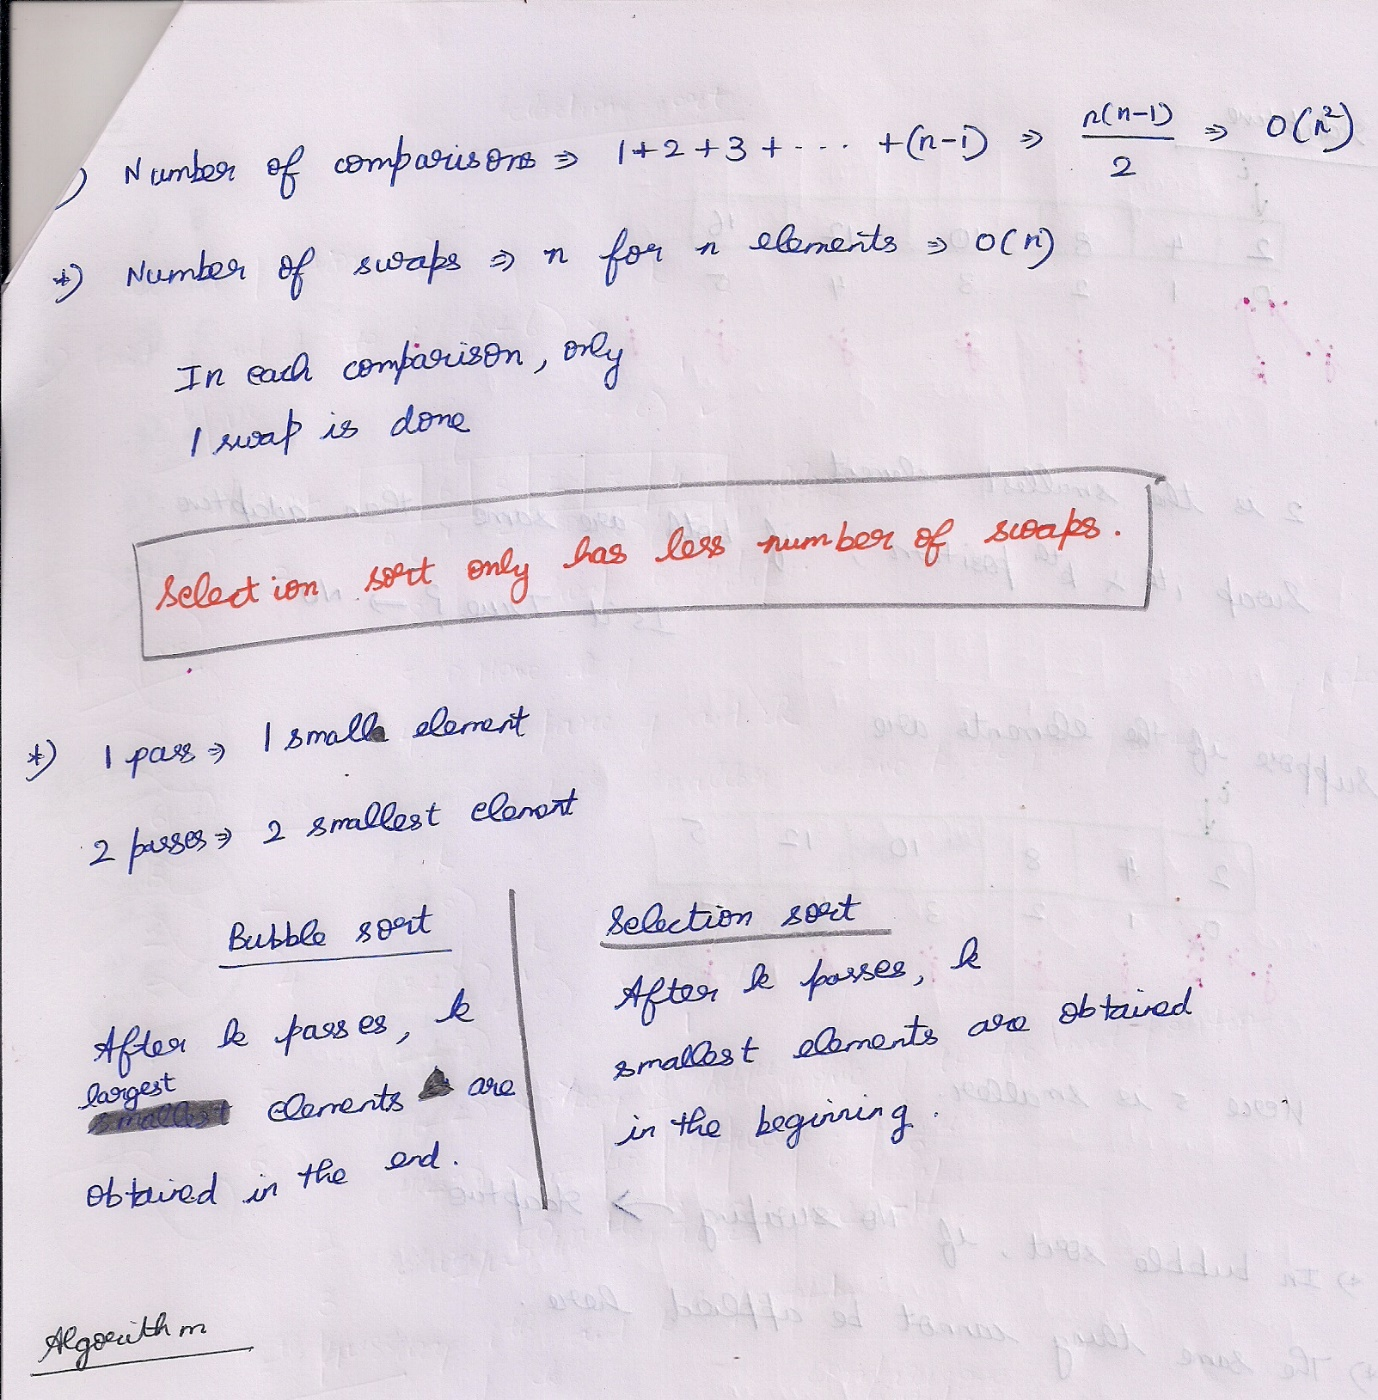 ) Number of comparisons ⇒ 1+2+3+... +(n-1) ⇒ n(n-1)/2 ⇒ O(n²)
*) Number of swaps ⇒ n for n elements ⇒ O(n)
In each comparison, only
1 swap is done
Selection sort only has less number of swaps.
*) 1 pass ⇒ 1 small element
2 passes ⇒ 2 smallest element
Bubble sort
After k passes, k
largest
elements are
obtained in the end.
Selection sort
After k passes, k
smallest elements are obtained
in the beginning.
Algorithm